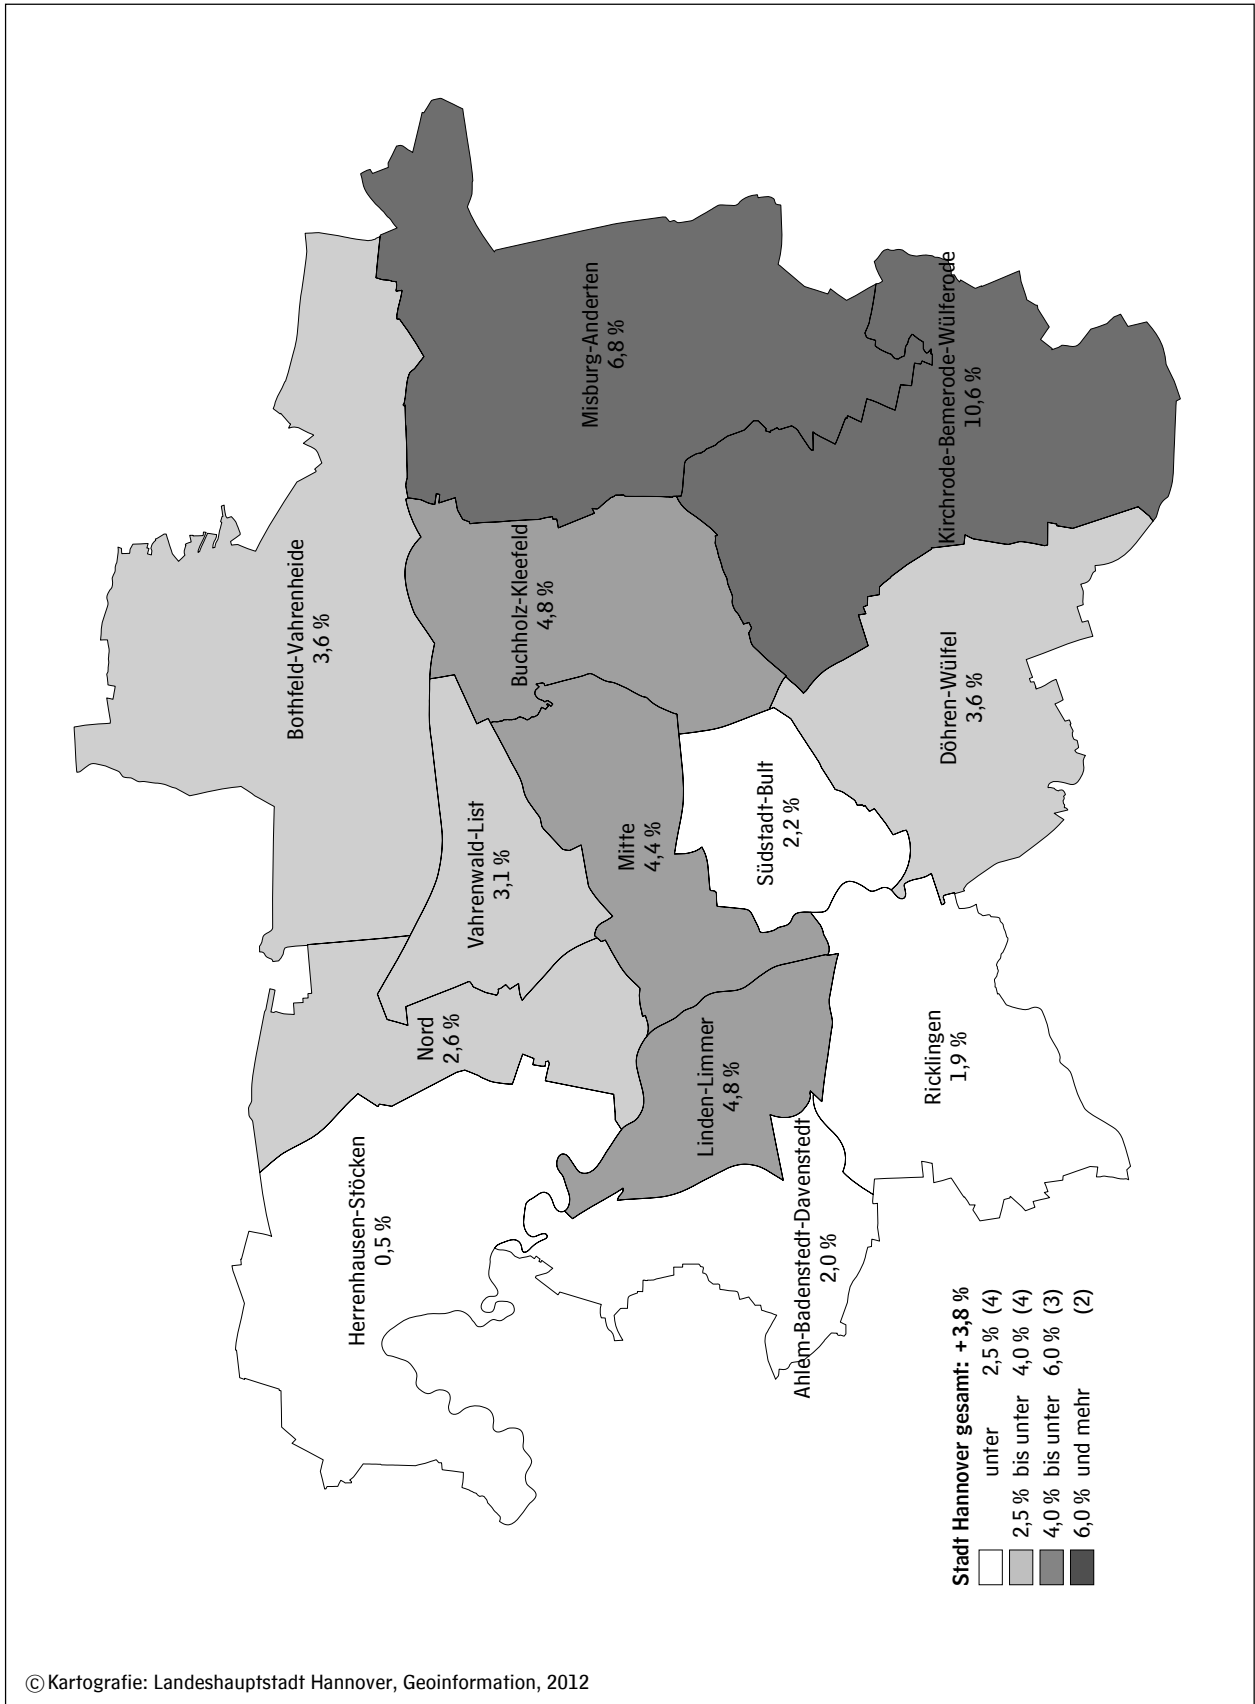 Herrenhausen-Stöcken
0,5 %
Nord
2,6 %
Bothfeld-Vahrenheide
3,6 %
Vahrenwald-List
3,1 %
Buchholz-Kleefeld
4,8 %
Misburg-Anderten
6,8 %
Mitte
4,4 %
Linden-Limmer
4,8 %
Südstadt-Bult
2,2 %
Ahlem-Badenstedt-Davenstedt
2,0 %
Ricklingen
1,9 %
Döhren-Wülfel
3,6 %
Kirchrode-Bemerode-Wülferode
10,6 %
Stadt Hannover gesamt: +3,8 %
unter 2,5 % (4)
2,5 % bis unter 4,0 % (4)
4,0 % bis unter 6,0 % (3)
6,0 % und mehr (2)
© Kartografie: Landeshauptstadt Hannover, Geoinformation, 2012